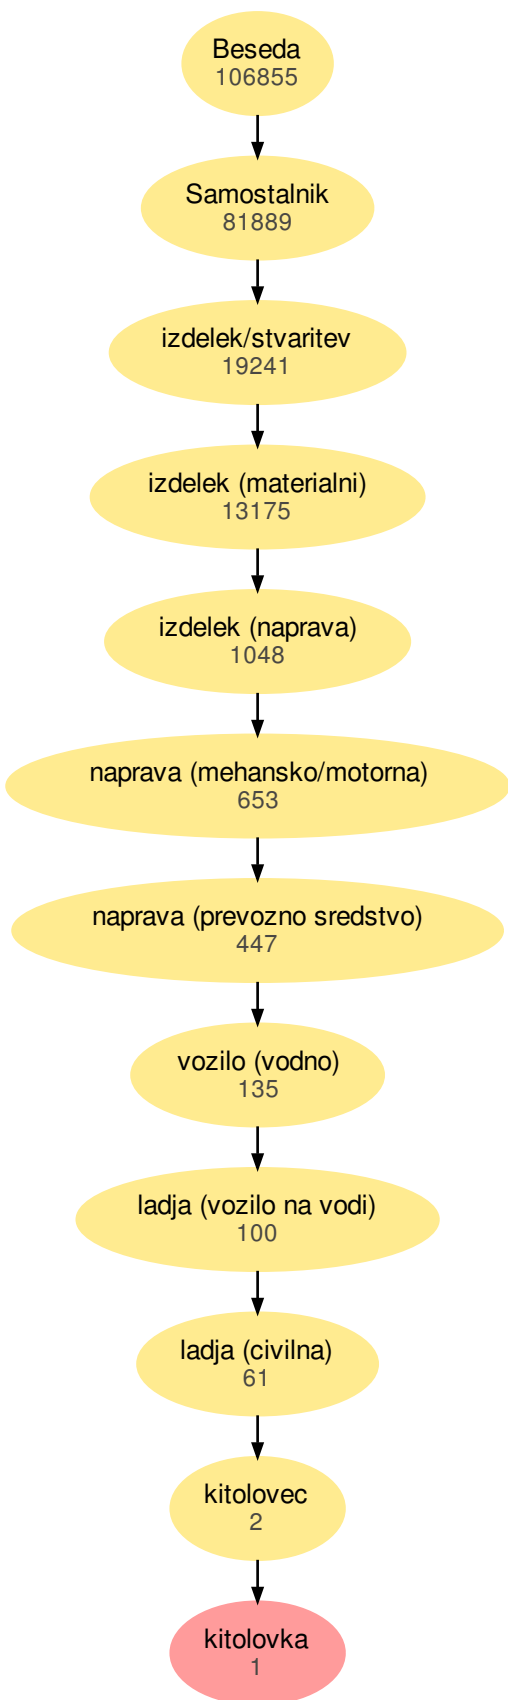 Beseda
106855
Samostalnik
81889
izdelek/stvaritev
19241
izdelek (materialni)
13175
izdelek (naprava)
1048
naprava (mehansko/motorna)
653
naprava (prevozno sredstvo)
447
vozilo (vodno)
135
ladja (vozilo na vodi)
100
ladja (civilna)
61
kitolovec
2
kitolovka
1